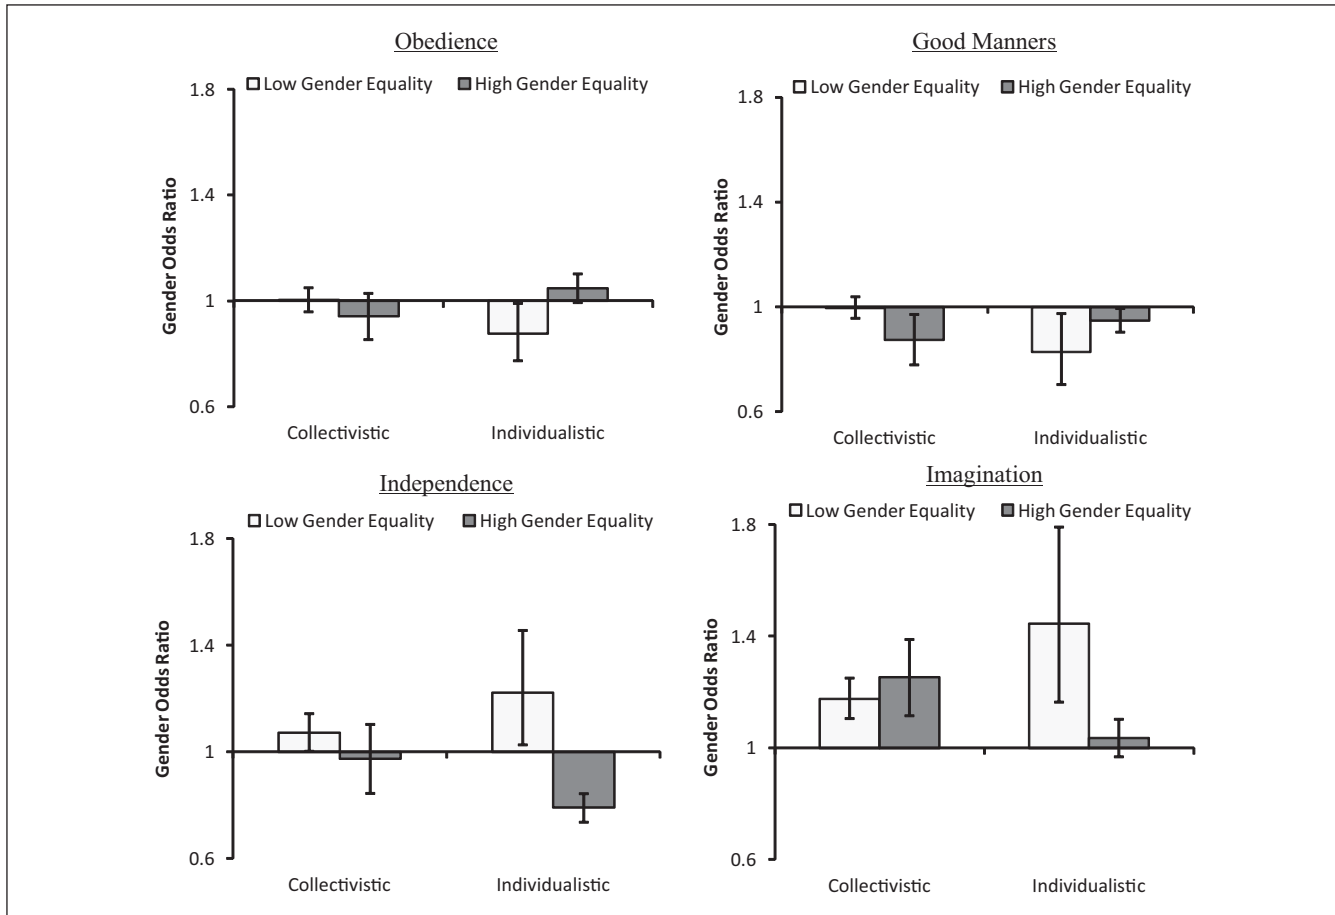 Obedience
Low Gender Equality High Gender Equality
1.8
1.4
1
0.6
Gender Odds Ratio
Collectivistic Individualistic
Good Manners
Low Gender Equality High Gender Equality
1.8
1.4
1
0.6
Gender Odds Ratio
Collectivistic Individualistic
Independence
Low Gender Equality High Gender Equality
1.8
1.4
1
0.6
Gender Odds Ratio
Collectivistic Individualistic
Imagination
Low Gender Equality High Gender Equality
1.8
1.4
1
0.6
Gender Odds Ratio
Collectivistic Individualistic